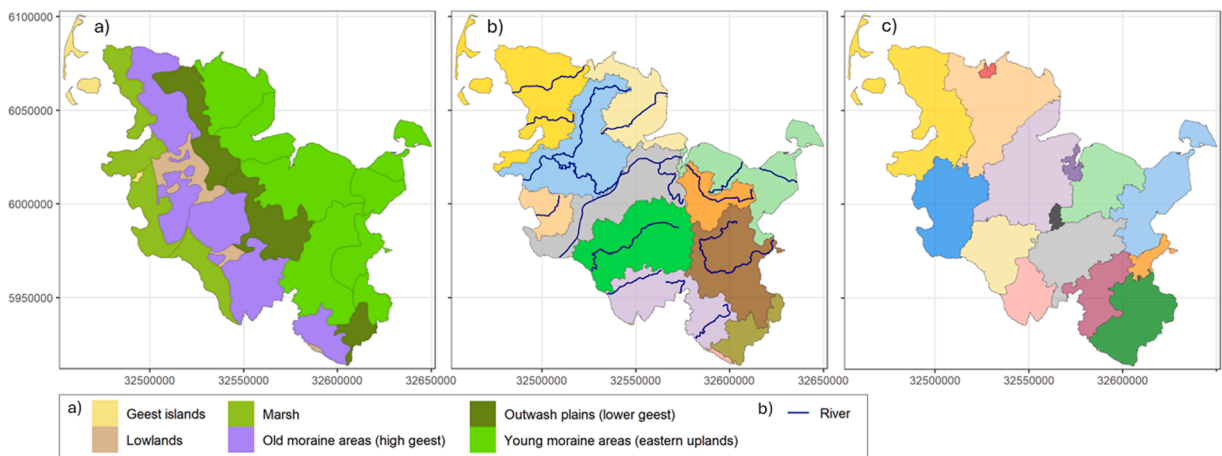 6100000
a)
b)
c)
6050000
6000000
5950000
32500000 32550000 32600000 32650000
32500000 32550000 32600000 32650000
32500000 32550000 32600000
a) Geest islands Marsh Outwash plains (lower geest) b) River
Lowlands Old moraine areas (high geest) Young moraine areas (eastern uplands)